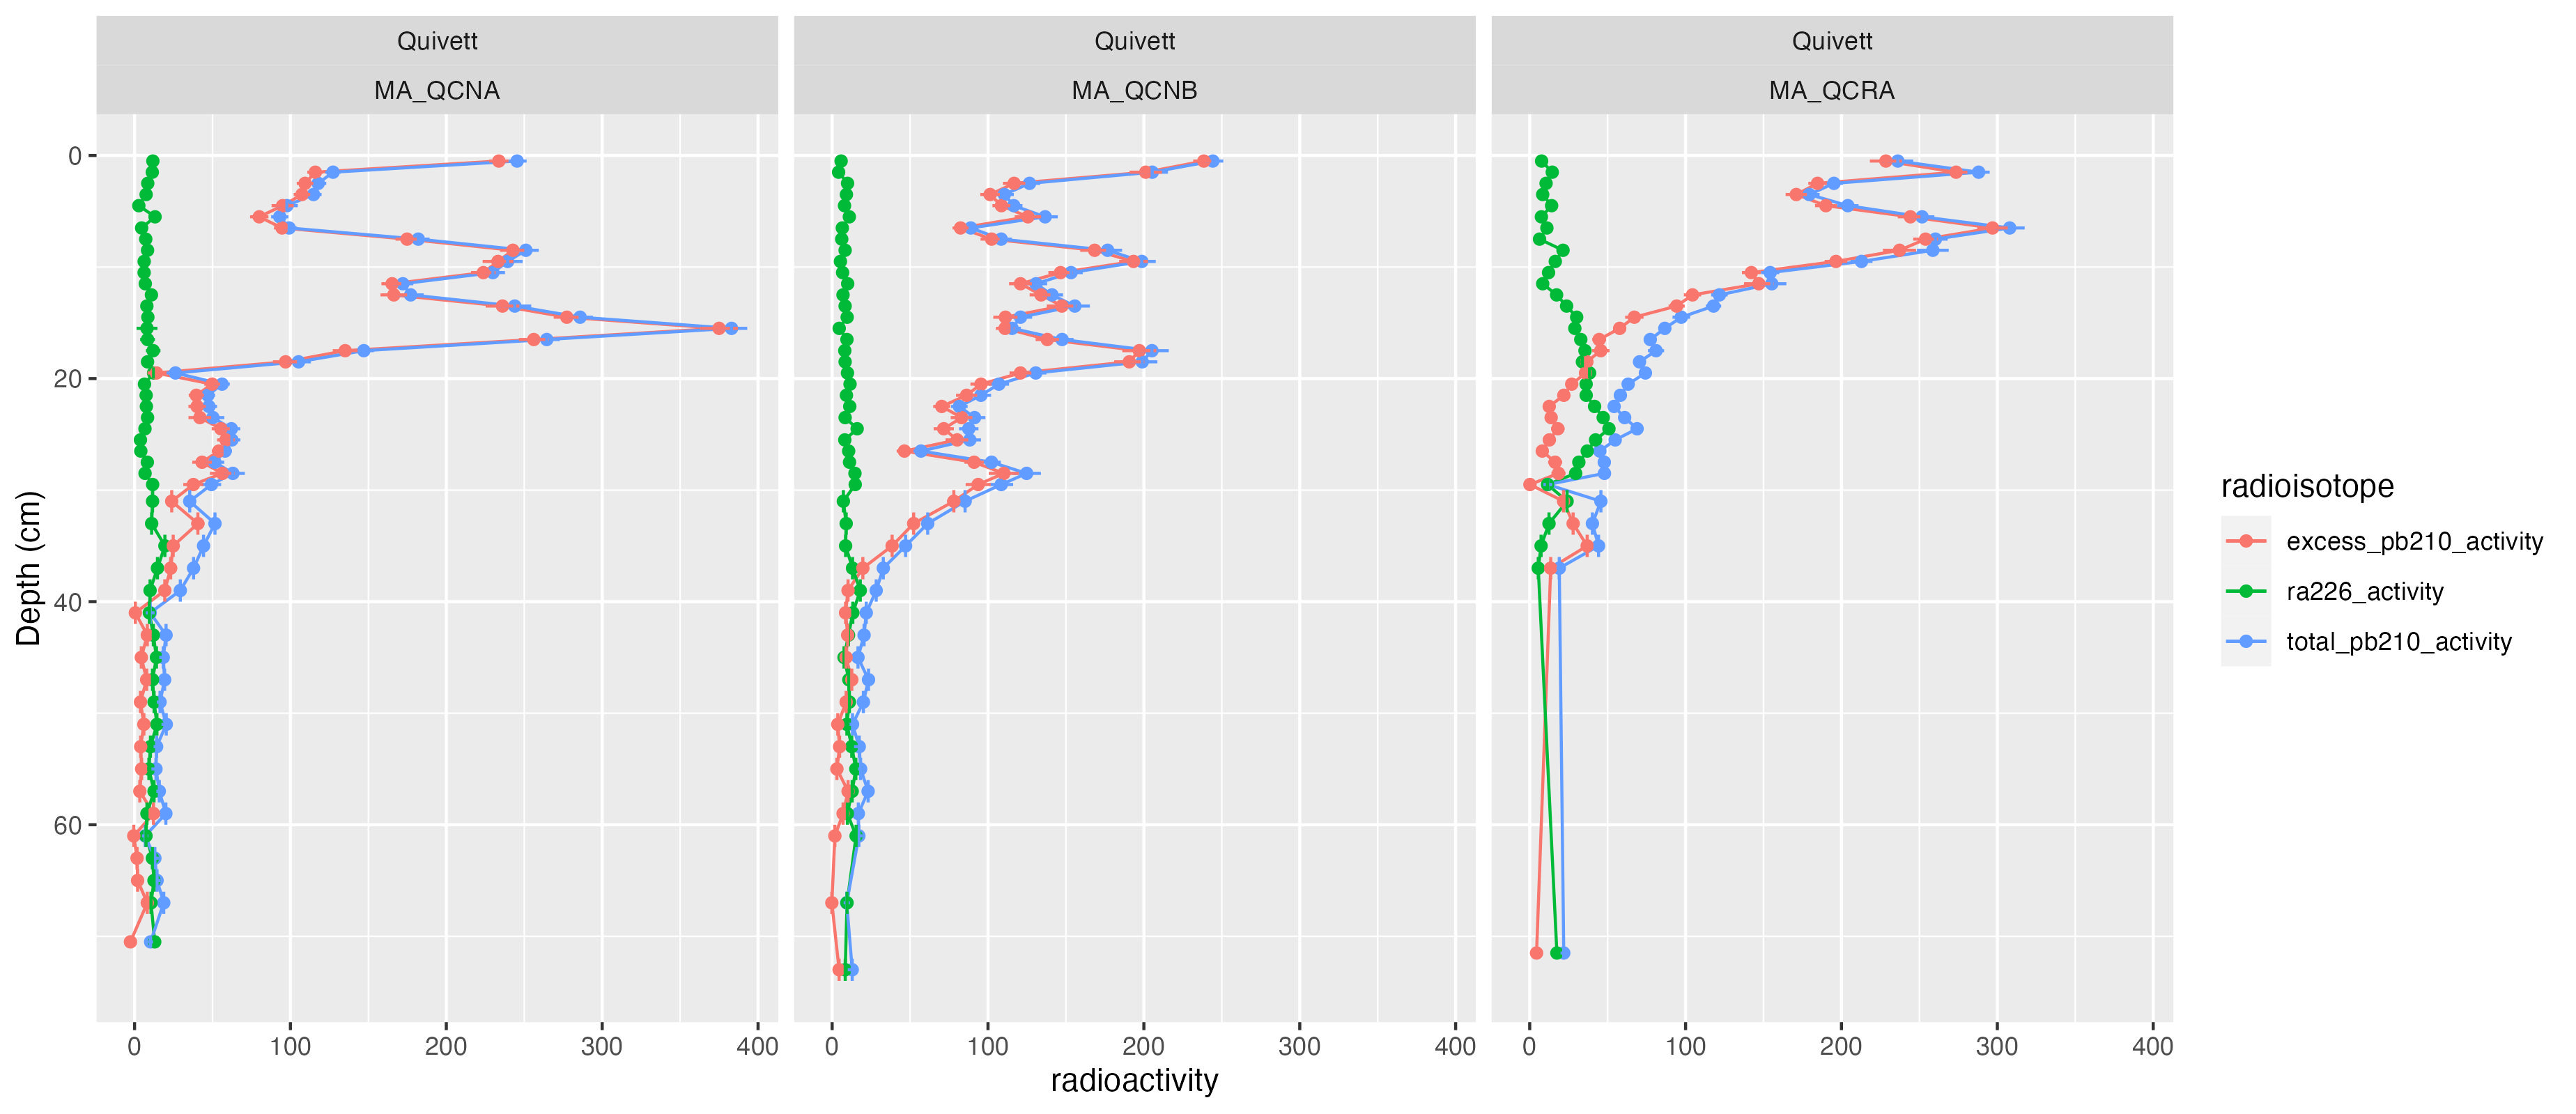 Quivett Quivett Quivett
MA_QCNA MA_QCNB MA_QCRA
0
20
40
60
Depth (cm)
0 100 200 300 400 0 100 200 300 400 0 100 200 300 400
radioactivity
radioisotope
excess_pb210_activity
ra226_activity
total_pb210_activity